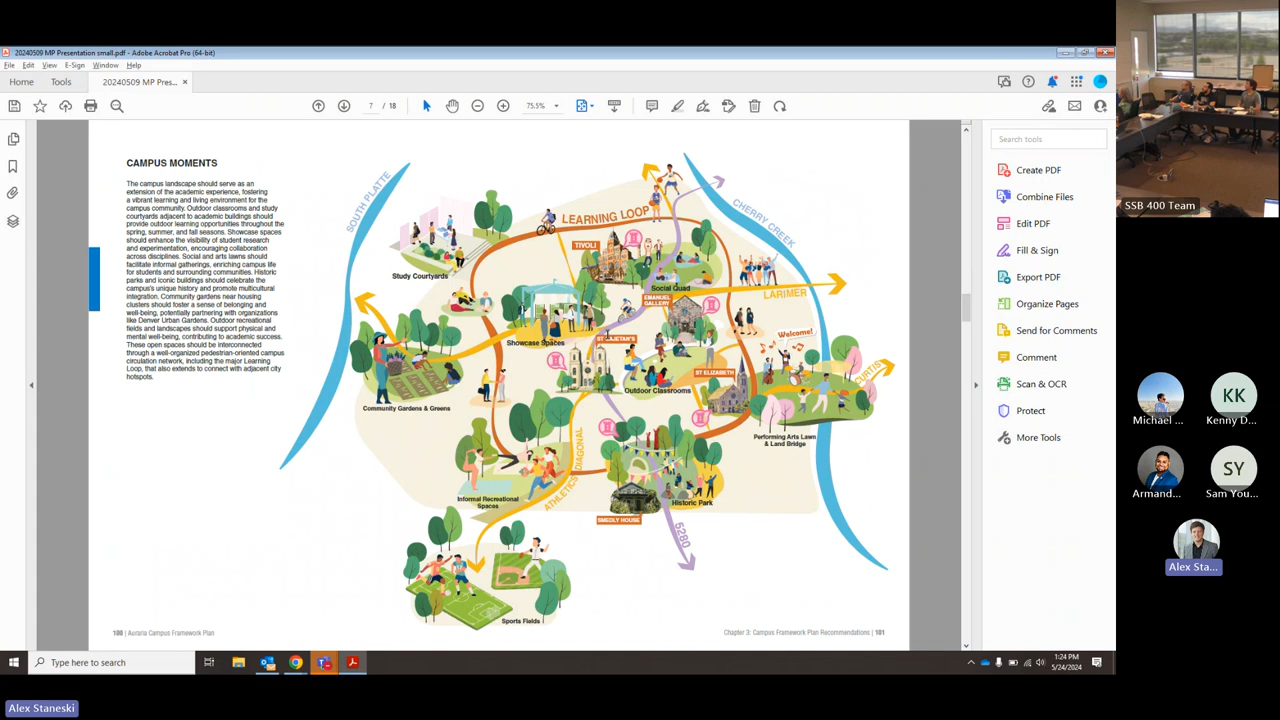 20240509 MP Presentation small.pdf - Adobe Acrobat Pro (64-bit)
File Edit View E-Sign Window Help
Home Tools 20240509 MP Pres... ×
7 / 18 75.5%
CAMPUS MOMENTS
The campus landscape should serve as an
extension of the academic experience, fostering
a vibrant learning and living environment for the
campus community. Outdoor classrooms and study
courtyards adjacent to academic buildings should
provide outdoor learning opportunities throughout the
spring, summer, and fall seasons. Showcase spaces
should enhance the visibility of student research
and experimentation, encouraging collaboration
across disciplines. Social and arts lawns should
facilitate informal gatherings, enriching campus life
for students and surrounding communities. Historic
parks and iconic buildings should celebrate the
campus's unique history and promote multicultural
integration. Community gardens near housing
clusters should foster a sense of belonging and
well-being, potentially partnering with organizations
like Denver Urban Gardens. Outdoor recreational
fields and landscapes should support physical and
mental well-being, contributing to academic success.
These open spaces should be interconnected
through a well-organized pedestrian-oriented campus
circulation network, including the major Learning
Loop, that also extends to connect with adjacent city
hotspots.
SOUTH PLATTE
LEARNING LOOP
CHERRY CREEK
TIVOLI
Study Courtyards
Social Quad
LARIMER
EMANUEL
GALLERY
Showcase Spaces
Welcome!
ST ELIZABETH
CURTIS
Outdoor Classrooms
Community Gardens & Greens
Performing Arts Lawn
& Land Bridge
ATHLETICS DIAGONAL
Informal Recreational
Spaces
Historic Park
SMEDLY HOUSE
5280
Sports Fields
100 | Auraria Campus Framework Plan
Chapter 3: Campus Framework Plan Recommendations | 101
Search tools
Create PDF
Combine Files
Edit PDF
Fill & Sign
Export PDF
Organize Pages
Send for Comments
Comment
Scan & OCR
Protect
More Tools
SSB 400 Team
KK
Michael ...
Kenny D...
SY
Armand...
Sam You...
Alex Sta...
Type here to search
1:24 PM
5/24/2024
Alex Staneski